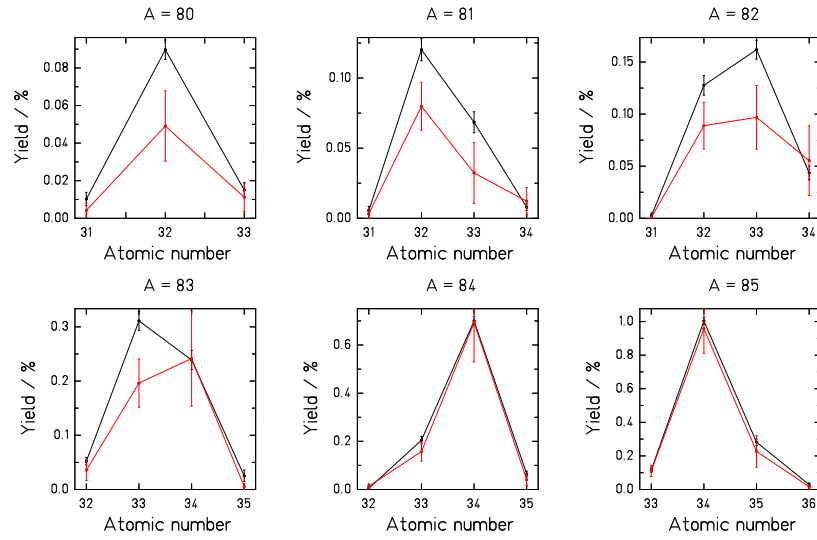 A = 80
A = 81
A = 82
Yield / %
0.08
0.06
0.04
0.02
0.00
31
32
33
Atomic number
Yield / %
0.10
0.05
0.00
31
32
33
34
Atomic number
Yield / %
0.15
0.10
0.05
0.00
31
32
33
34
Atomic number
A = 83
A = 84
A = 85
Yield / %
0.3
0.2
0.1
0.0
32
33
34
35
Atomic number
Yield / %
0.6
0.4
0.2
0.0
32
33
34
35
Atomic number
Yield / %
1.0
0.8
0.6
0.4
0.2
0.0
33
34
35
36
Atomic number